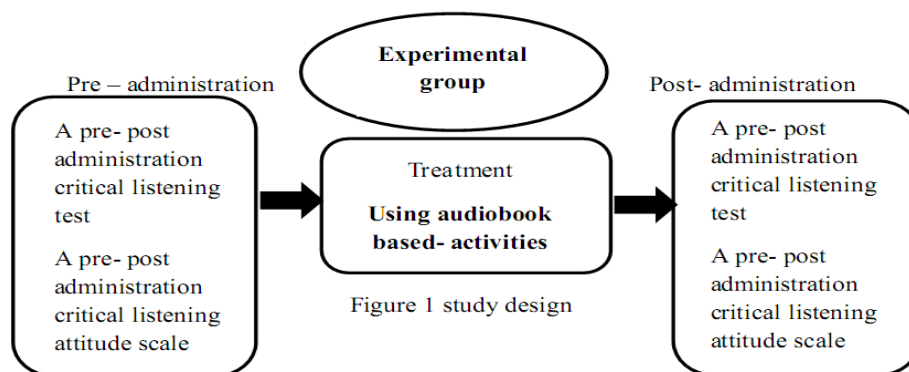 Experimental
group
Pre – administration
Post- administration
A pre- post
administration
critical listening
test
A pre- post
administration
critical listening
attitude scale
Treatment
Using audiobook
based- activities
A pre- post
administration
critical listening
test
A pre- post
administration
critical listening
attitude scale
Figure 1 study design